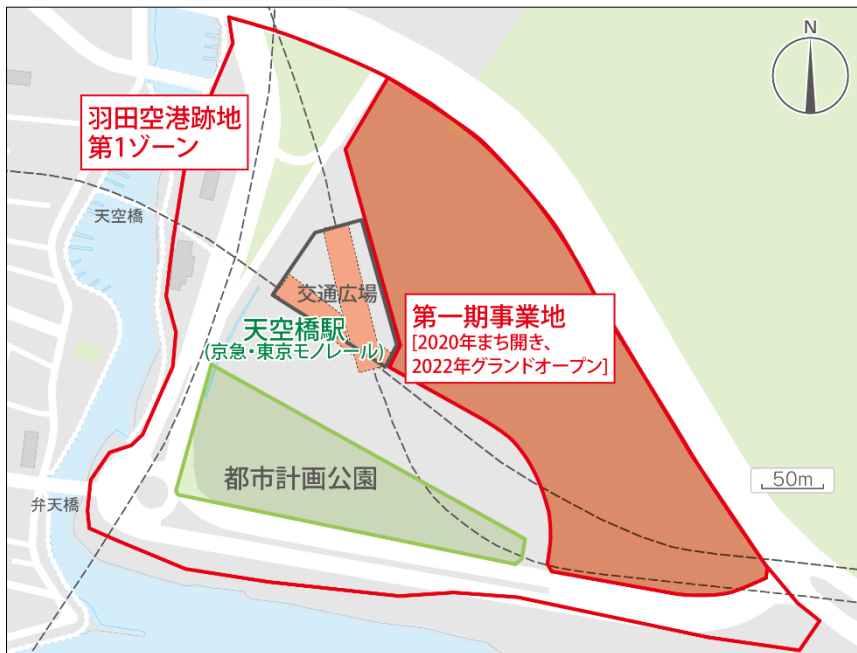 羽田空港跡地
第1ゾーン
N
天空橋
交通広場
天空橋駅
(京急・東京モノレール)
第一期事業地
[2020年まち開き、
2022年グランドオープン]
都市計画公園
50m
弁天橋